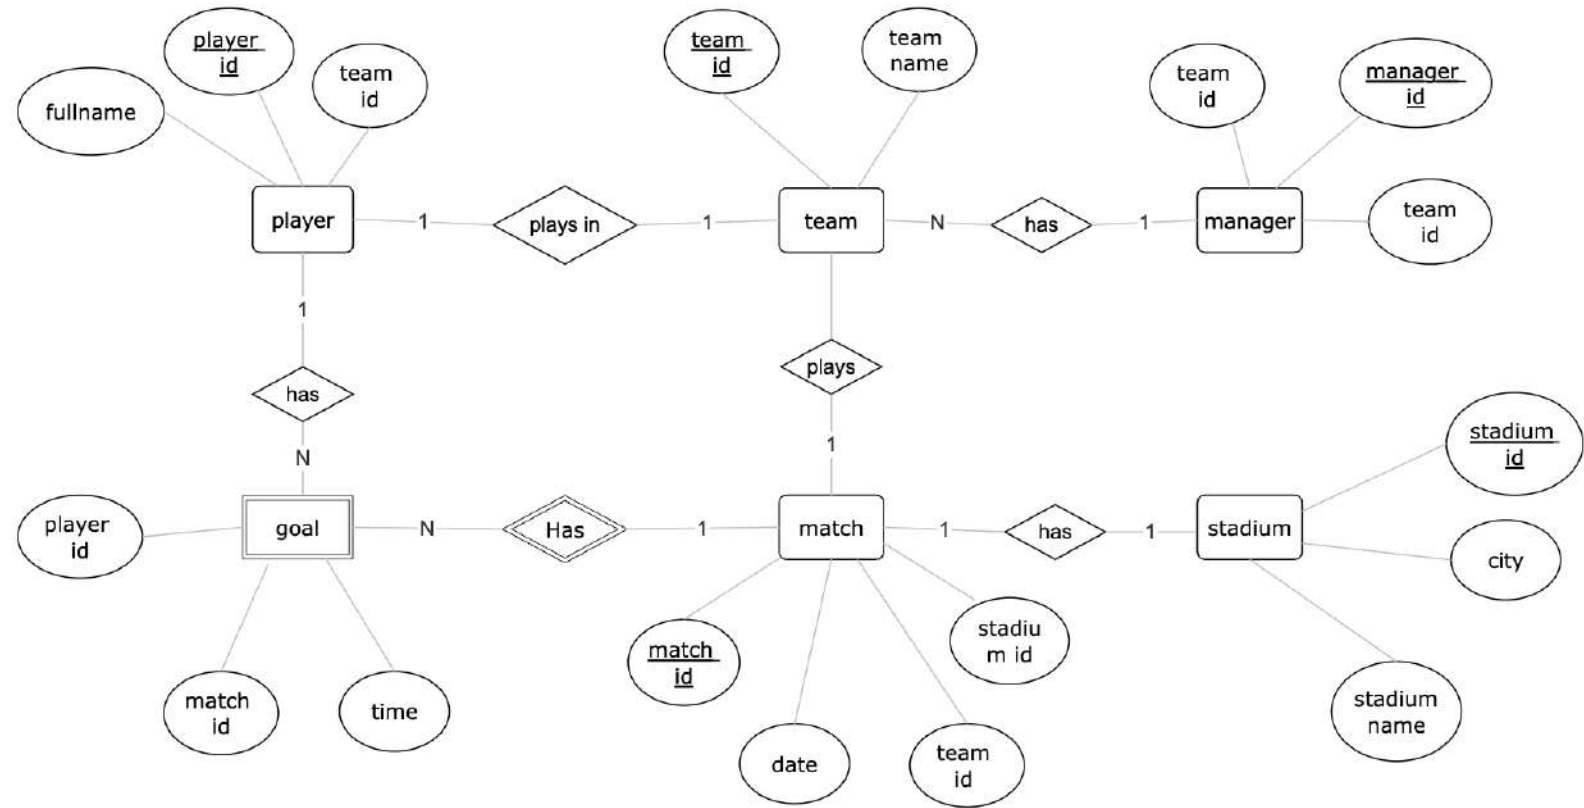 player
id
team
id
team
id
team
name
team
id
manager
id
fullname
player
1
plays in
1
team
N
has
1
manager
team
id
1
has
N
plays
1
stadium
id
player
id
goal
N
Has
1
match
1
has
1
stadium
city
match
id
time
match
id
stadiu
m id
date
team
id
stadium
name